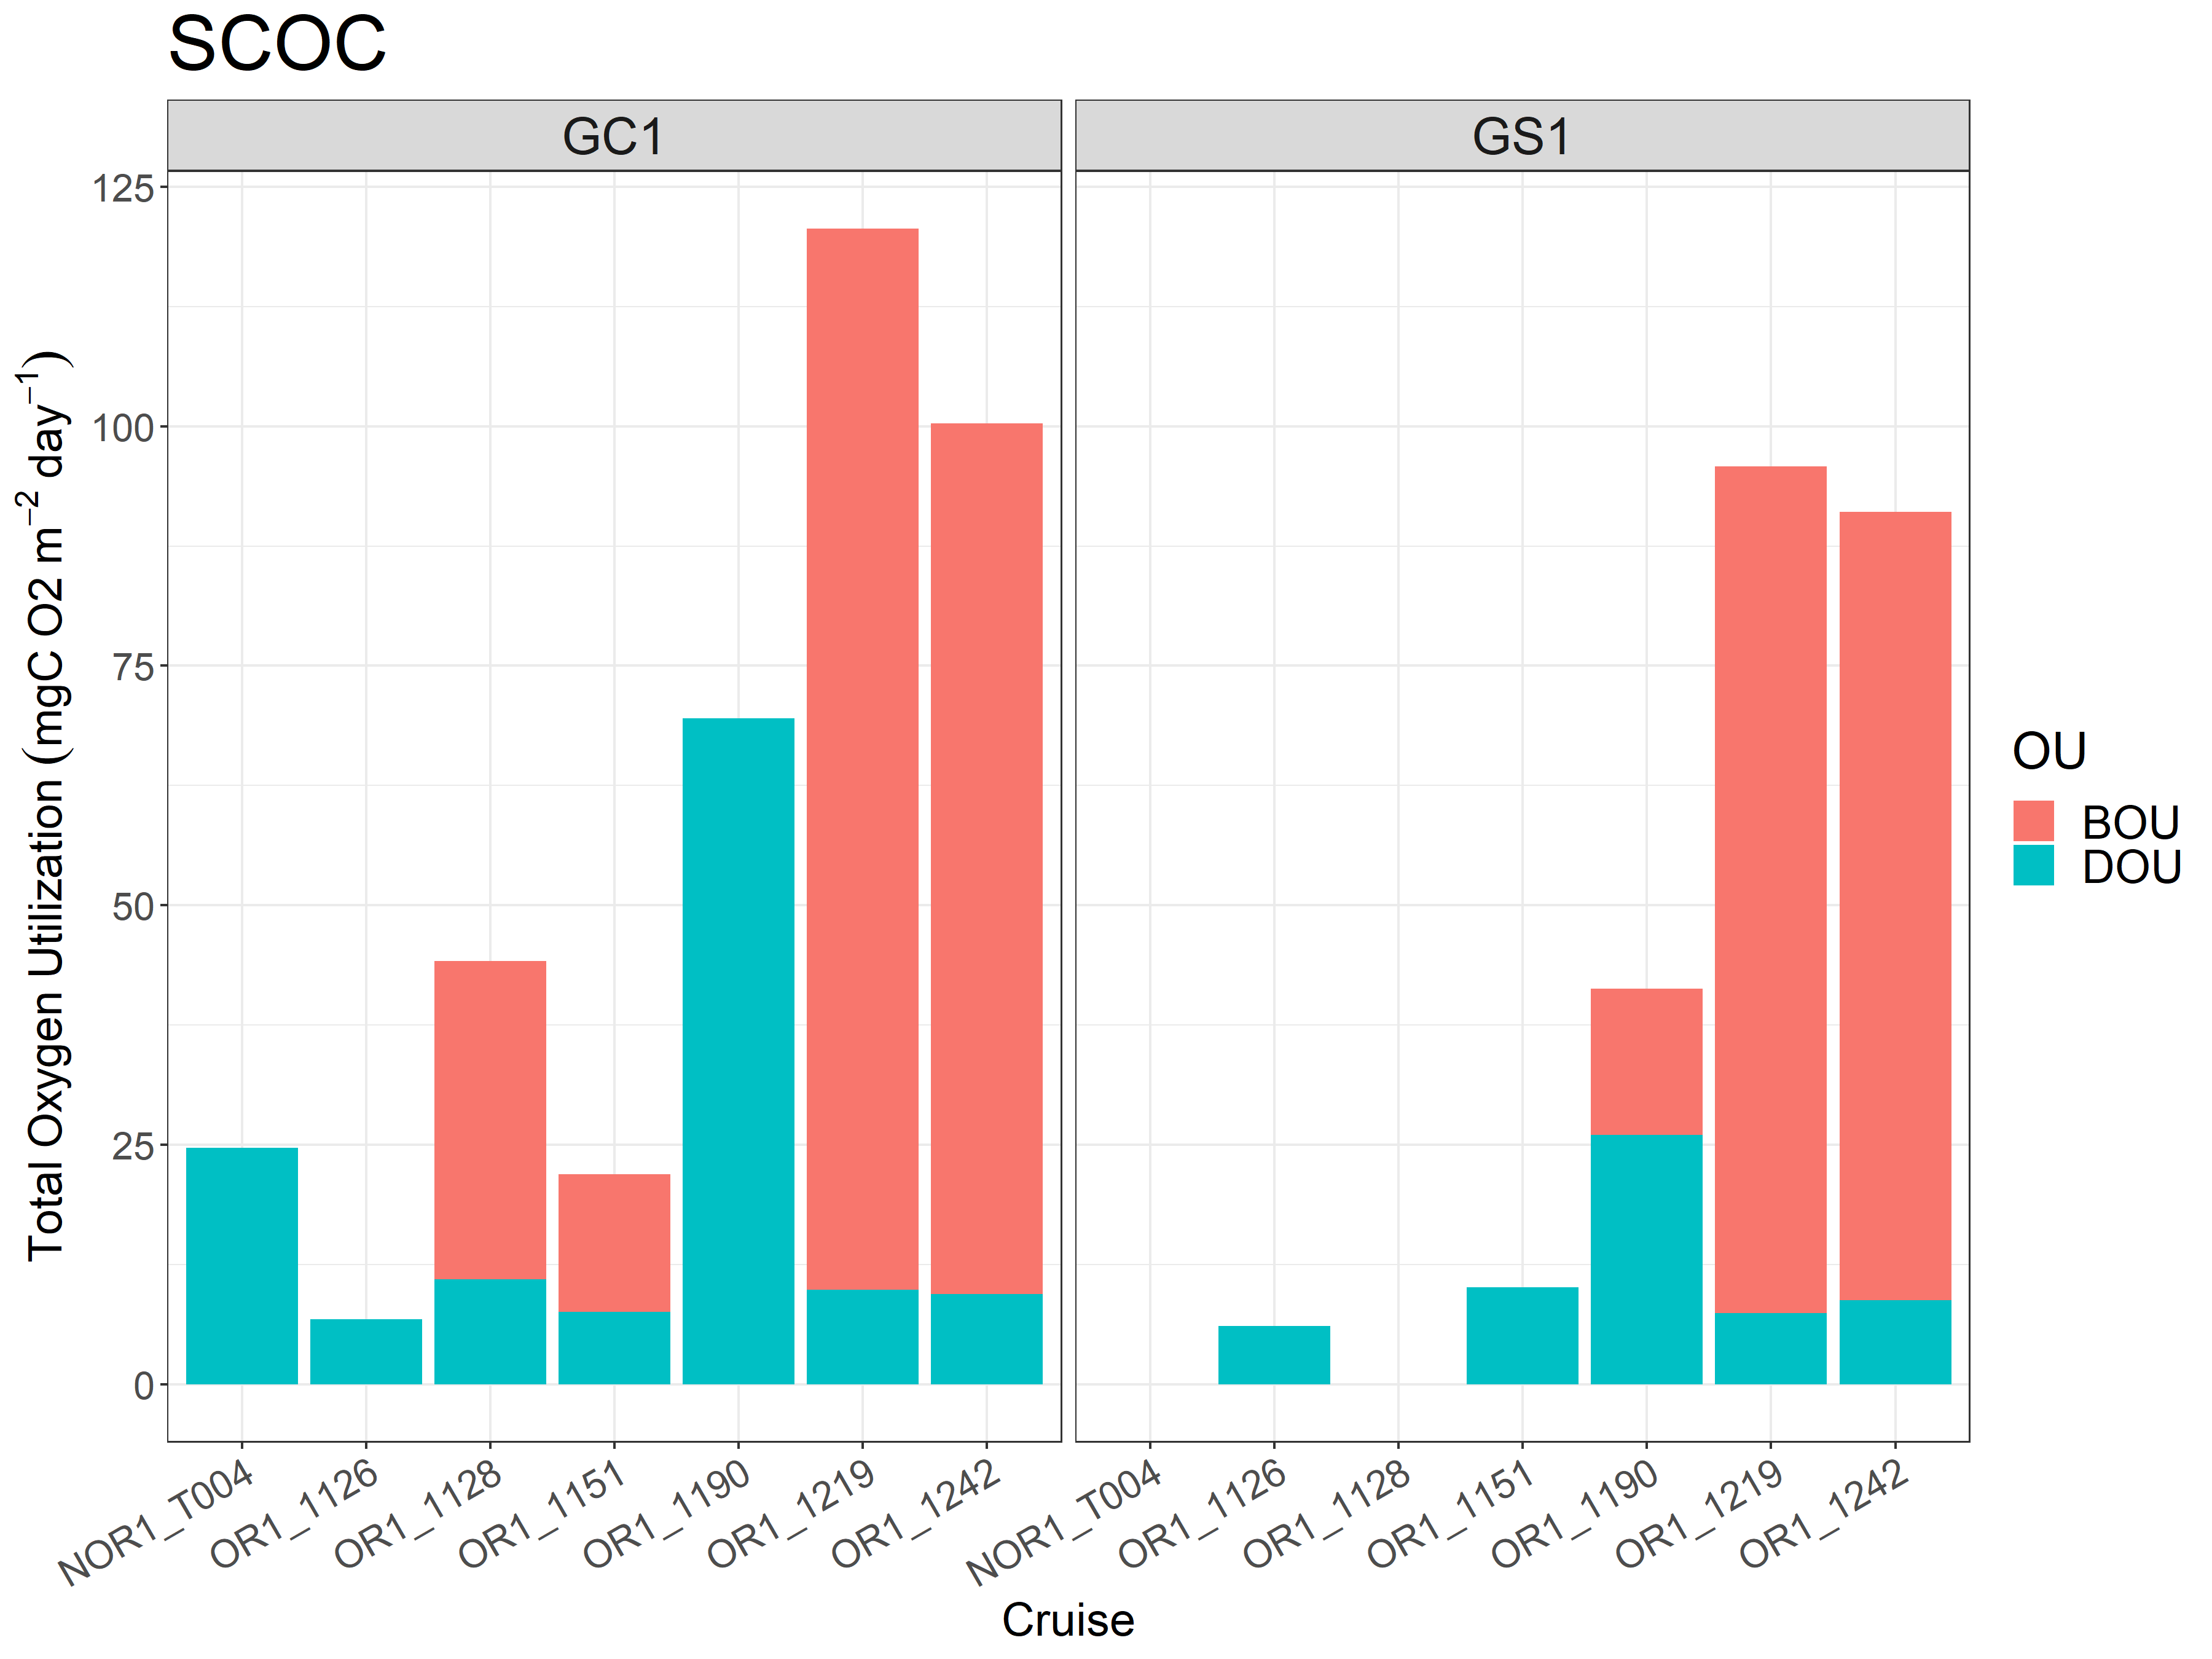 SCOC
GC1
GS1
Total Oxygen Utilization (mgC O2 m⁻² day⁻¹)
125
100
75
50
25
0
NOR1_T004
OR1_1126
OR1_1128
OR1_1151
OR1_1190
OR1_1219
OR1_1242
NOR1_T004
OR1_1126
OR1_1128
OR1_1151
OR1_1190
OR1_1219
OR1_1242
Cruise
OU
BOU
DOU